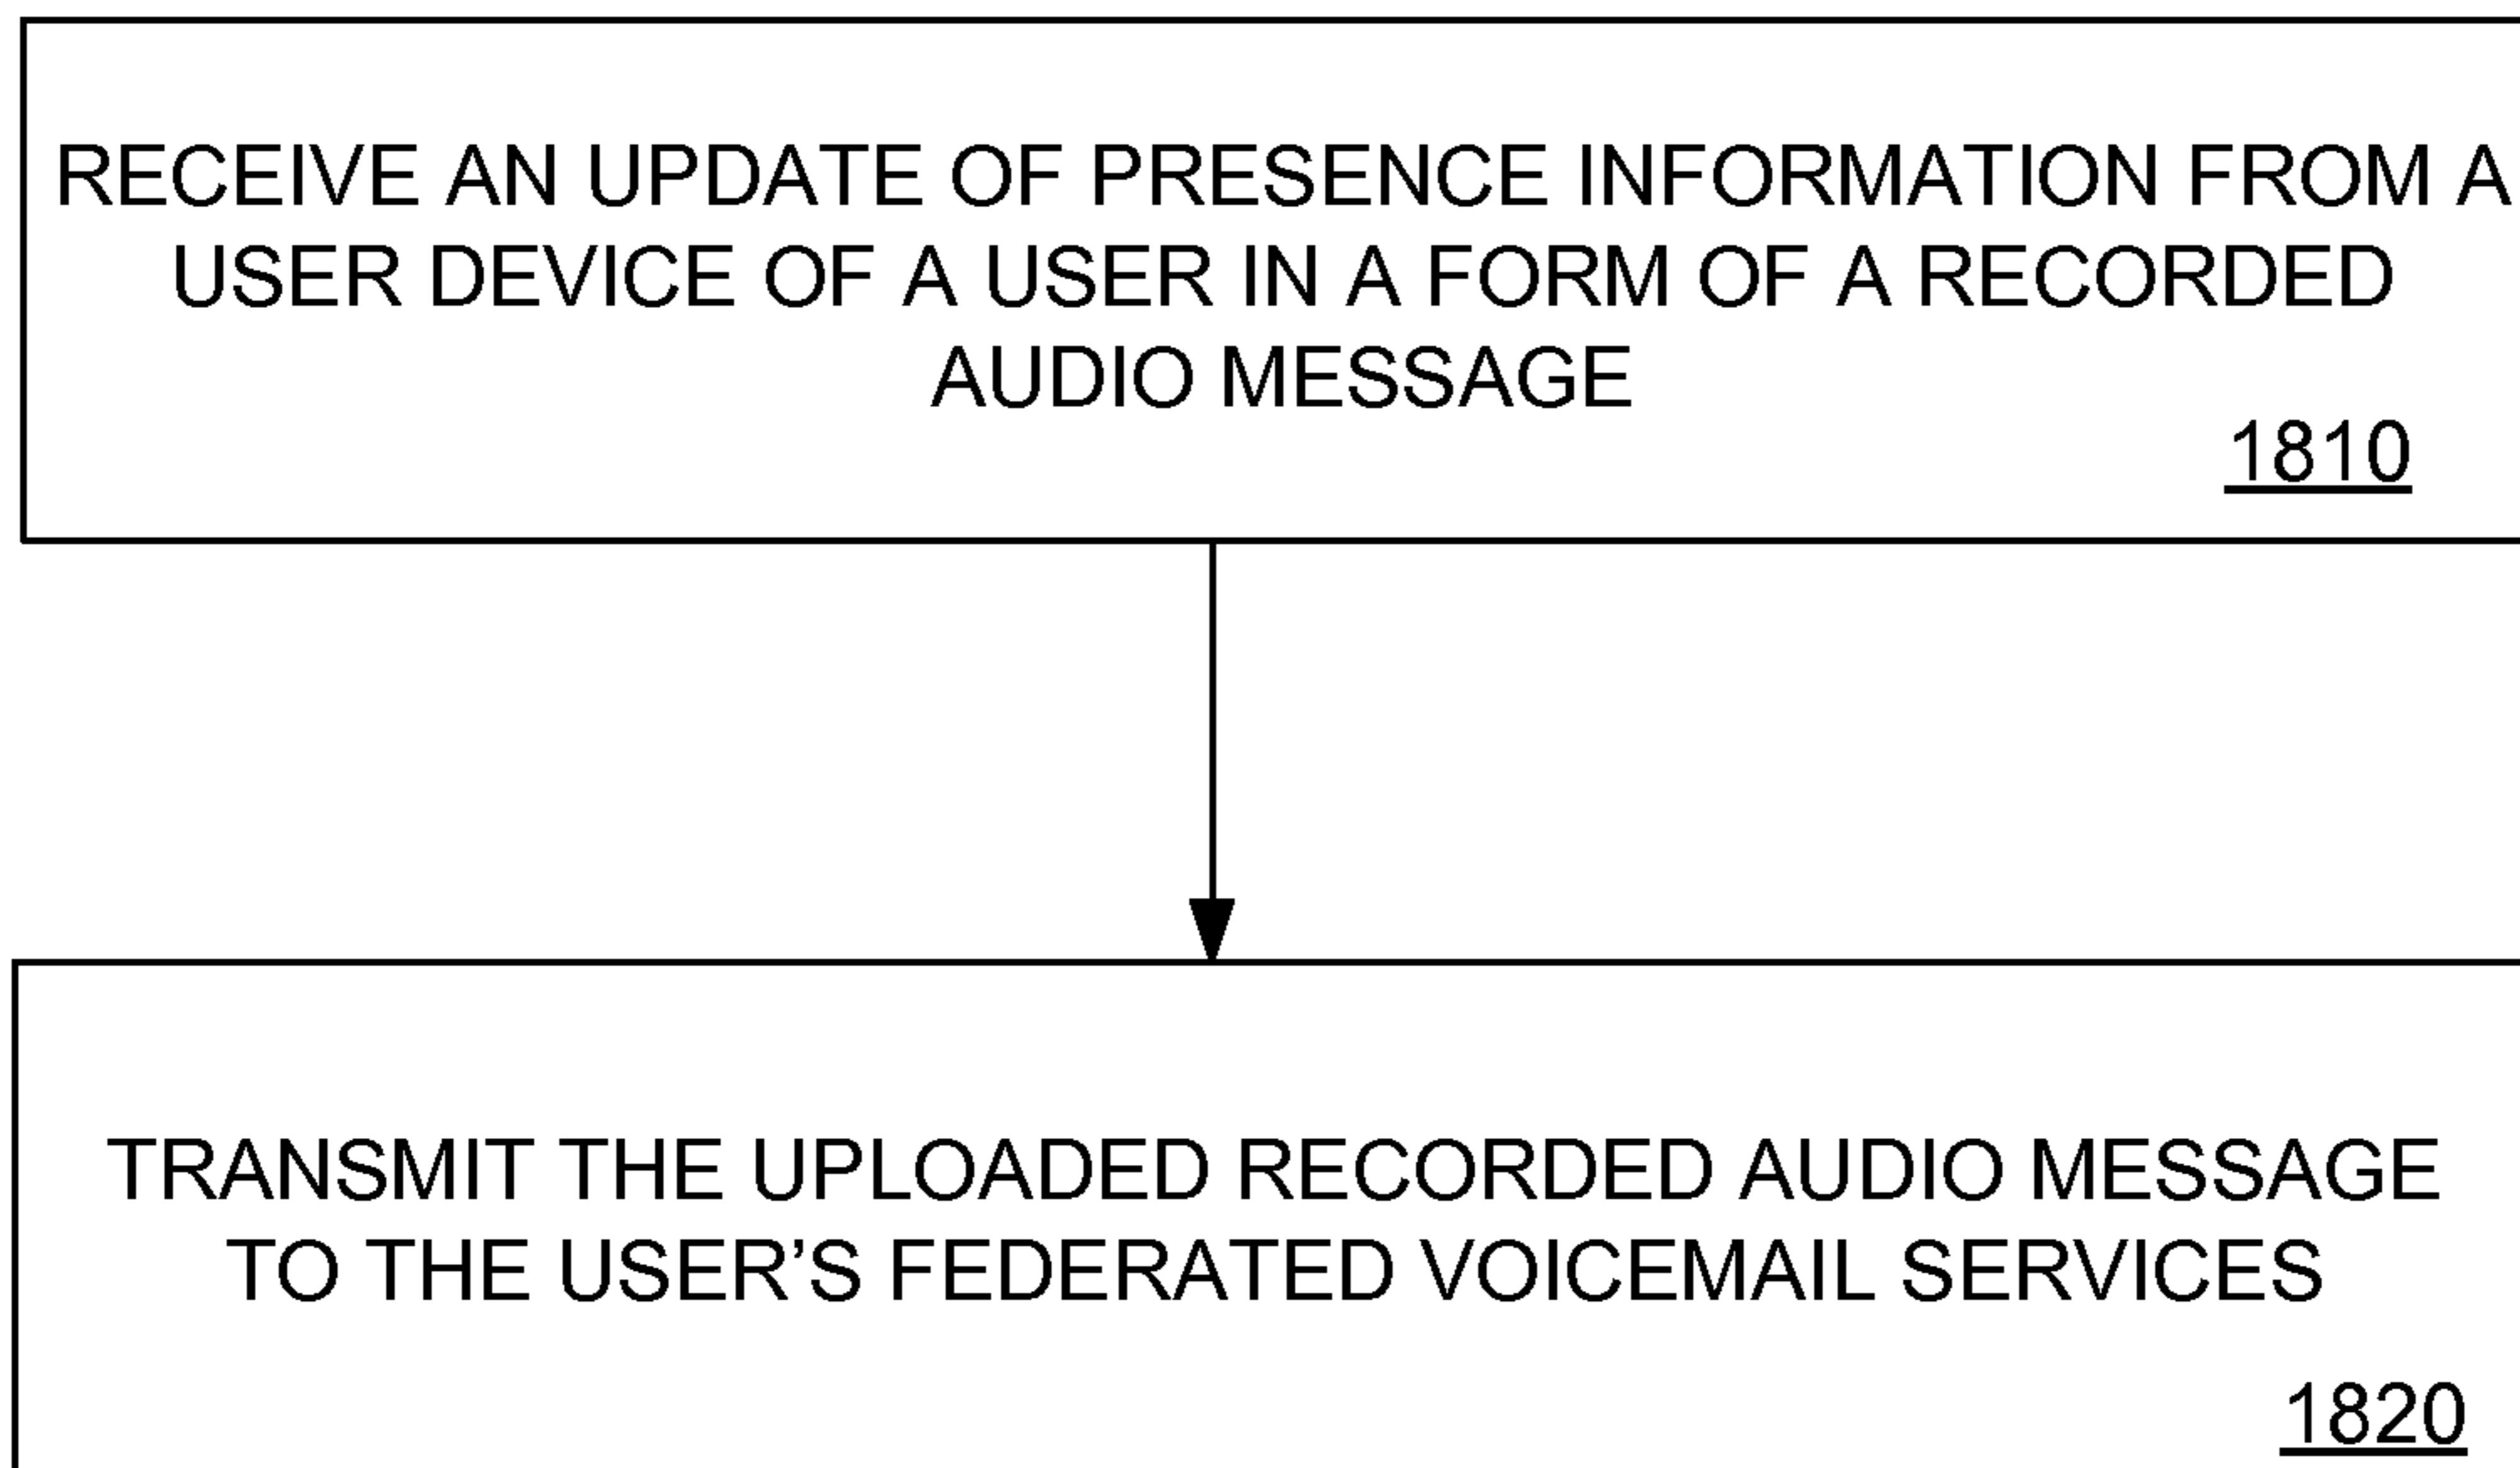 RECEIVE AN UPDATE OF PRESENCE INFORMATION FROM A
USER DEVICE OF A USER IN A FORM OF A RECORDED
AUDIO MESSAGE
1810
TRANSMIT THE UPLOADED RECORDED AUDIO MESSAGE
TO THE USER’S FEDERATED VOICEMAIL SERVICES
1820